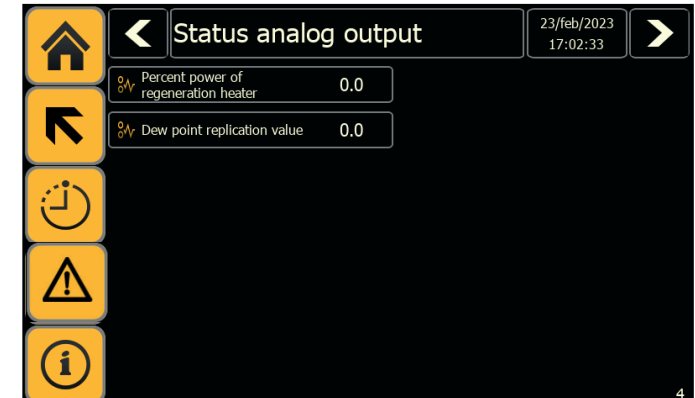 Status analog output
23/feb/2023
17:02:33
Percent power of
regeneration heater
0.0
Dew point replication value
0.0
4